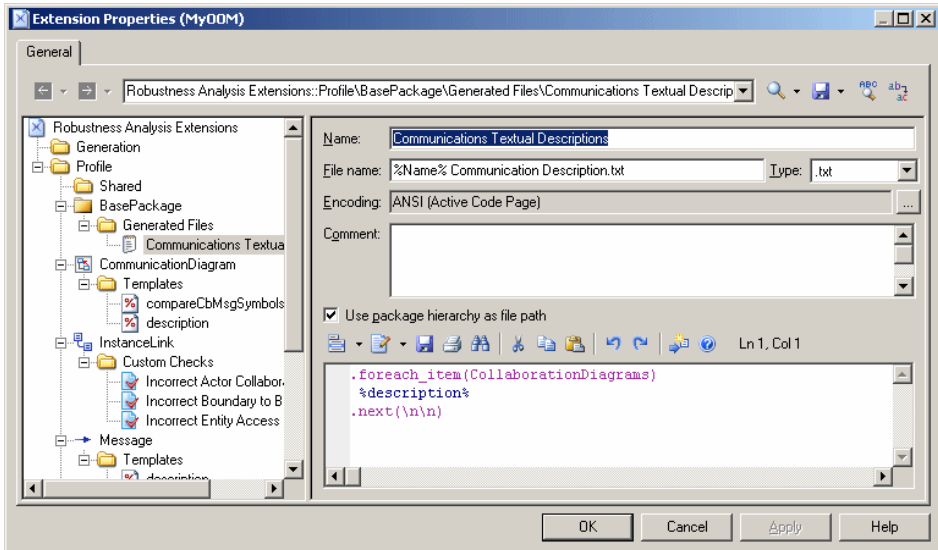 Extension Properties (MyOOM)
General
Robustness Analysis Extensions::Profile\BasePackage\Generated Files\Communications Textual Descrip
Robustness Analysis Extensions
Generation
Profile
Shared
BasePackage
Generated Files
Communications Textua
CommunicationDiagram
Templates
compareCbMsgSymbols
description
InstanceLink
Custom Checks
Incorrect Actor Collabor
Incorrect Boundary to B
Incorrect Entity Access
Message
Templates
description
Name: Communications Textual Descriptions
File name: %Name% Communication Description.txt Type: .txt
Encoding: ANSI (Active Code Page) ...
Comment:
Use package hierarchy as file path
Ln 1, Col 1
.foreach_item(CollaborationDiagrams)
%description%
.next(\n\n)
OK Cancel Apply Help